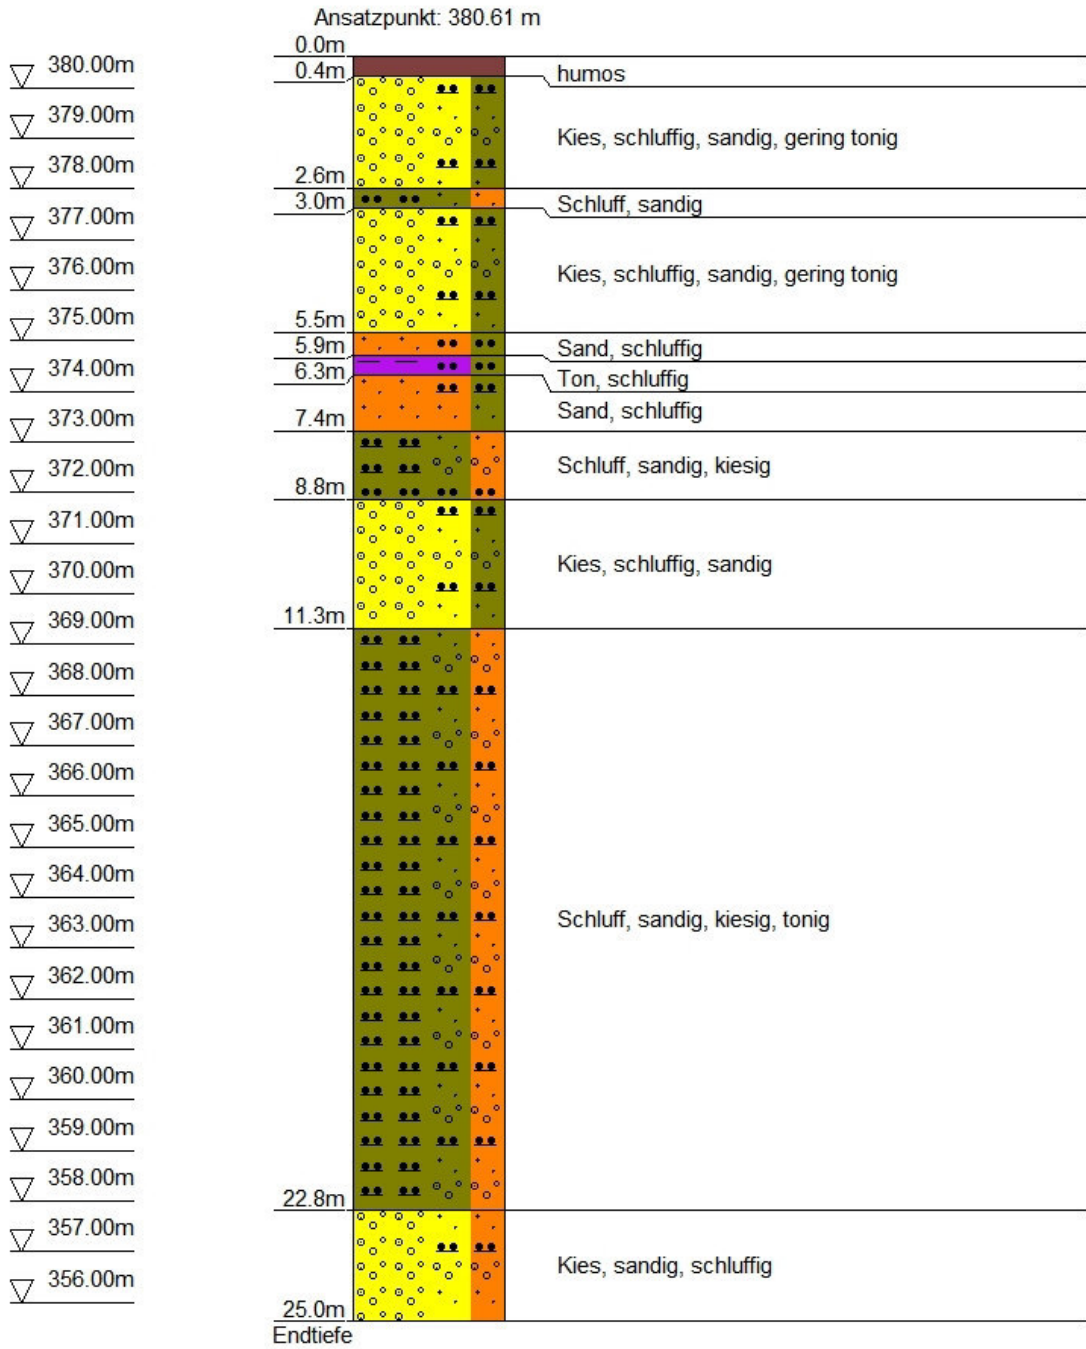 Ansatzpunkt: 380.61 m
0.0m
380.00m
0.4m
humos
379.00m
Kies, schluffig, sandig, gering tonig
378.00m
2.6m
3.0m
Schluff, sandig
377.00m
376.00m
Kies, schluffig, sandig, gering tonig
375.00m
5.5m
5.9m
Sand, schluffig
374.00m
6.3m
Ton, schluffig
373.00m
7.4m
Sand, schluffig
372.00m
Schluff, sandig, kiesig
8.8m
371.00m
370.00m
Kies, schluffig, sandig
369.00m
11.3m
368.00m
367.00m
366.00m
365.00m
364.00m
363.00m
Schluff, sandig, kiesig, tonig
362.00m
361.00m
360.00m
359.00m
358.00m
22.8m
357.00m
Kies, sandig, schluffig
356.00m
25.0m
Endtiefe